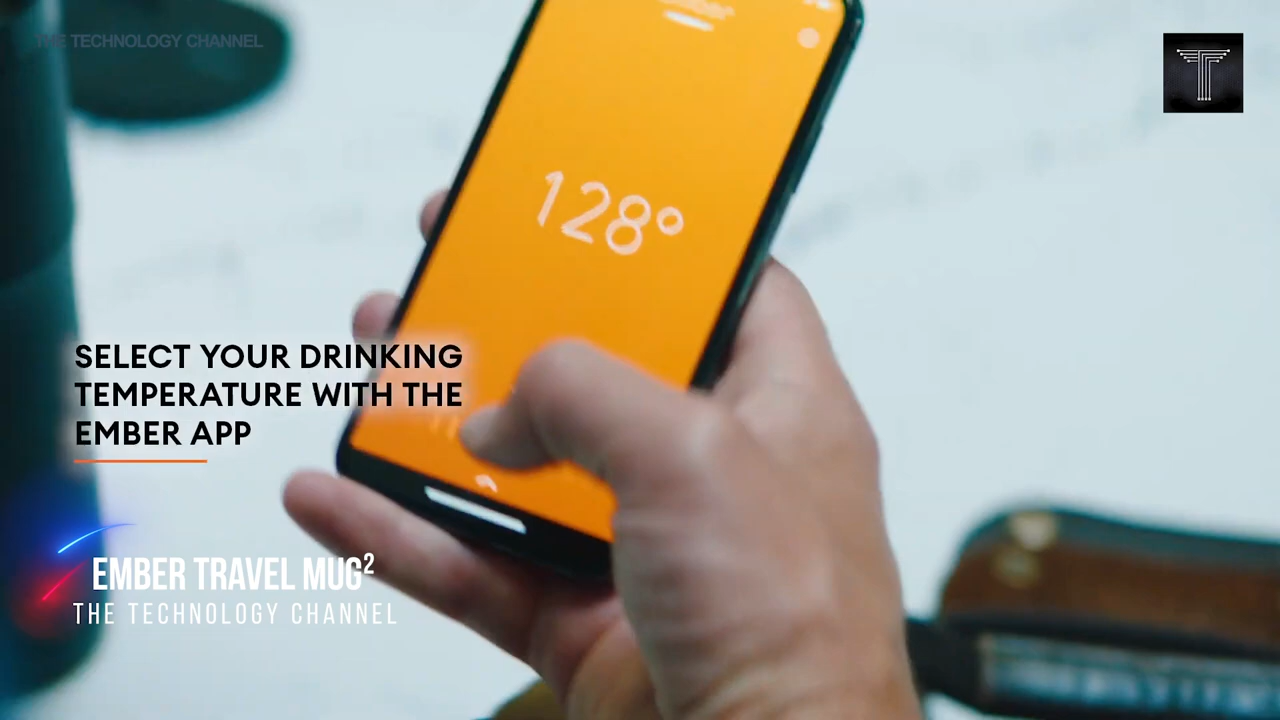 THE TECHNOLOGY CHANNEL
128°
SELECT YOUR DRINKING
TEMPERATURE WITH THE
EMBER APP
EMBER TRAVEL MUG²
THE TECHNOLOGY CHANNEL